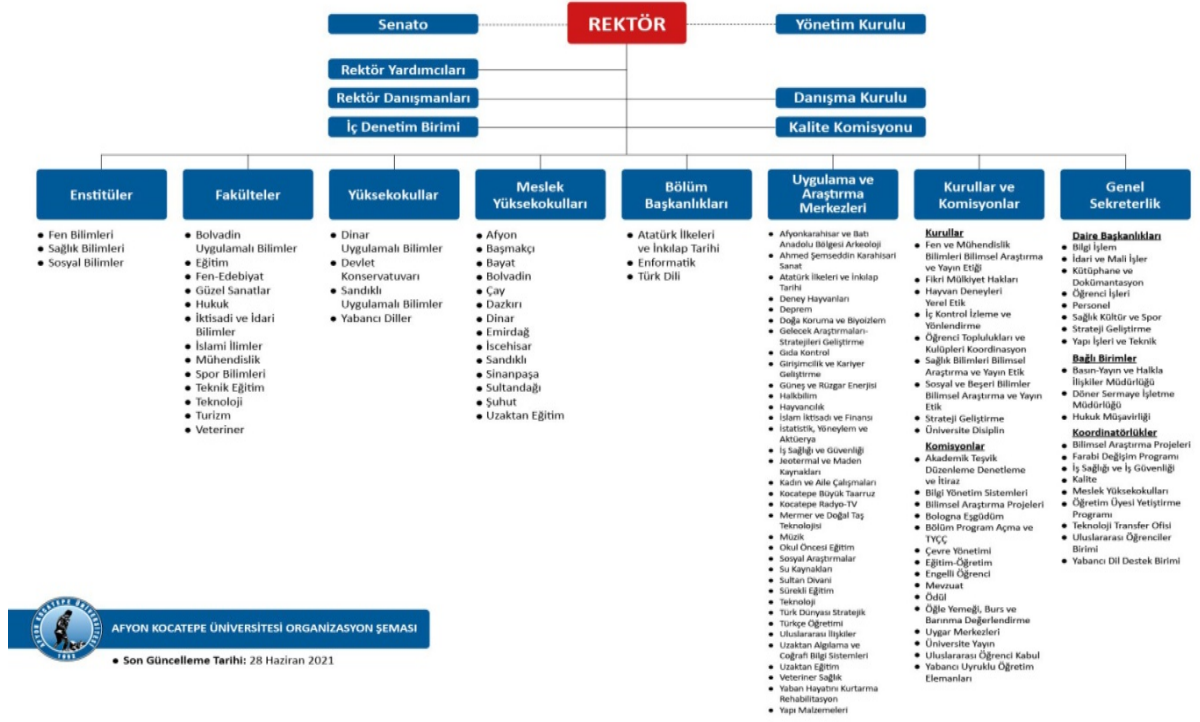 Senato
REKTÖR
Yönetim Kurulu
Rektör Yardımcıları
Rektör Danışmanları
Danışma Kurulu
İç Denetim Birimi
Kalite Komisyonu
Enstitüler
• Fen Bilimleri
• Sağlık Bilimleri
• Sosyal Bilimler
Fakülteler
• Bolvadin
Uygulamalı Bilimler
• Eğitim
• Fen-Edebiyat
• Güzel Sanatlar
• Hukuk
• İktisadi ve İdari
Bilimler
• İslami İlimler
• Mühendislik
• Spor Bilimleri
• Teknik Eğitim
• Teknoloji
• Turizm
• Veteriner
Yüksekokullar
• Dinar
Uygulamalı Bilimler
• Devlet
Konservatuvarı
• Sandıklı
Uygulamalı Bilimler
• Yabancı Diller
Meslek
Yüksekokulları
• Afyon
• Başmakçı
• Bayat
• Bolvadin
• Çay
• Dazkırı
• Dinar
• Emirdağ
• İscehisar
• Sandıklı
• Sinanpaşa
• Sultandağı
• Şuhut
• Uzaktan Eğitim
Bölüm
Başkanlıkları
• Atatürk İlkeleri
ve İnkılap Tarihi
• Enformatik
• Türk Dili
Uygulama ve
Araştırma
Merkezleri
• Afyonkarahisar ve Batı
Anadolu Bölgesi Arkeoloji
• Ahmed Şemseddin Karahisari
Sanat
• Atatürk İlkeleri ve İnkılap
Tarihi
• Deney Hayvanları
• Deprem
• Doğa Koruma ve Biyoizlem
• Gelecek Araştırmaları-
Stratejileri Geliştirme
• Gıda Kontrol
• Girişimcilik ve Kariyer
Geliştirme
• Güneş ve Rüzgar Enerjisi
• Halkbilim
• Hayvancılık
• İslam İktisadı ve Finansı
• İstatistik, Yöneylem ve
Aktüerya
• İş Sağlığı ve Güvenliği
• Jeotermal ve Maden
Kaynakları
• Kadın ve Aile Çalışmaları
• Kocatepe Büyük Taarruz
• Kocatepe Radyo-TV
• Mermer ve Doğal Taş
Teknolojisi
• Müzik
• Okul Öncesi Eğitim
• Sosyal Araştırmalar
• Su Kaynakları
• Sultan Divani
• Sürekli Eğitim
• Teknoloji
• Türk Dünyası Stratejik
• Türkçe Öğretimi
• Uluslararası İlişkiler
• Uzaktan Algılama ve
Coğrafi Bilgi Sistemleri
• Uzaktan Eğitim
• Veteriner Sağlık
• Yaban Hayatını Kurtarma
Rehabilitasyon
• Yapı Malzemeleri
Kurullar ve
Komisyonlar
Kurullar
• Fen ve Mühendislik
Bilimleri Bilimsel Araştırma
ve Yayın Etiği
• Fikri Mülkiyet Hakları
• Hayvan Deneyleri
Yerel Etik
• İç Kontrol İzleme ve
Yönlendirme
• Öğrenci Toplulukları ve
Kulüpleri Koordinasyon
• Sağlık Bilimleri Bilimsel
Araştırma ve Yayın Etik
• Sosyal ve Beşeri Bilimler
Bilimsel Araştırma ve Yayın
Etik
• Strateji Geliştirme
• Üniversite Disiplin
Komisyonlar
• Akademik Teşvik
Düzenleme Denetleme
ve İtiraz
• Bilgi Yönetim Sistemleri
• Bilimsel Araştırma Projeleri
• Bologna Eşgüdüm
• Bölüm Program Açma ve
TYÇÇ
• Çevre Yönetimi
• Eğitim-Öğretim
• Engelli Öğrenci
• Mevzuat
• Ödül
• Öğle Yemeği, Burs ve
Barınma Değerlendirme
• Uygar Merkezleri
• Üniversite Yayın
• Uluslararası Öğrenci Kabul
• Yabancı Uyruklu Öğretim
Elemanları
Genel
Sekreterlik
Daire Başkanlıkları
• Bilgi İşlem
• İdari ve Mali İşler
• Kütüphane ve
Dokümantasyon
• Öğrenci İşleri
• Personel
• Sağlık Kültür ve Spor
• Strateji Geliştirme
• Yapı İşleri ve Teknik
Bağlı Birimler
• Basın-Yayın ve Halkla
İlişkiler Müdürlüğü
• Döner Sermaye İşletme
Müdürlüğü
• Hukuk Müşavirliği
Koordinatörlükler
• Bilimsel Araştırma Projeleri
• Farabi Değişim Programı
• İş Sağlığı ve İş Güvenliği
• Kalite
• Meslek Yüksekokulları
• Öğretim Üyesi Yetiştirme
Programı
• Teknoloji Transfer Ofisi
• Uluslararası Öğrenciler
Birimi
• Yabancı Dil Destek Birimi
AFYON KOCATEPE ÜNİVERSİTESİ
1992
AFYON KOCATEPE ÜNİVERSİTESİ ORGANİZASYON ŞEMASI
• Son Güncelleme Tarihi: 28 Haziran 2021